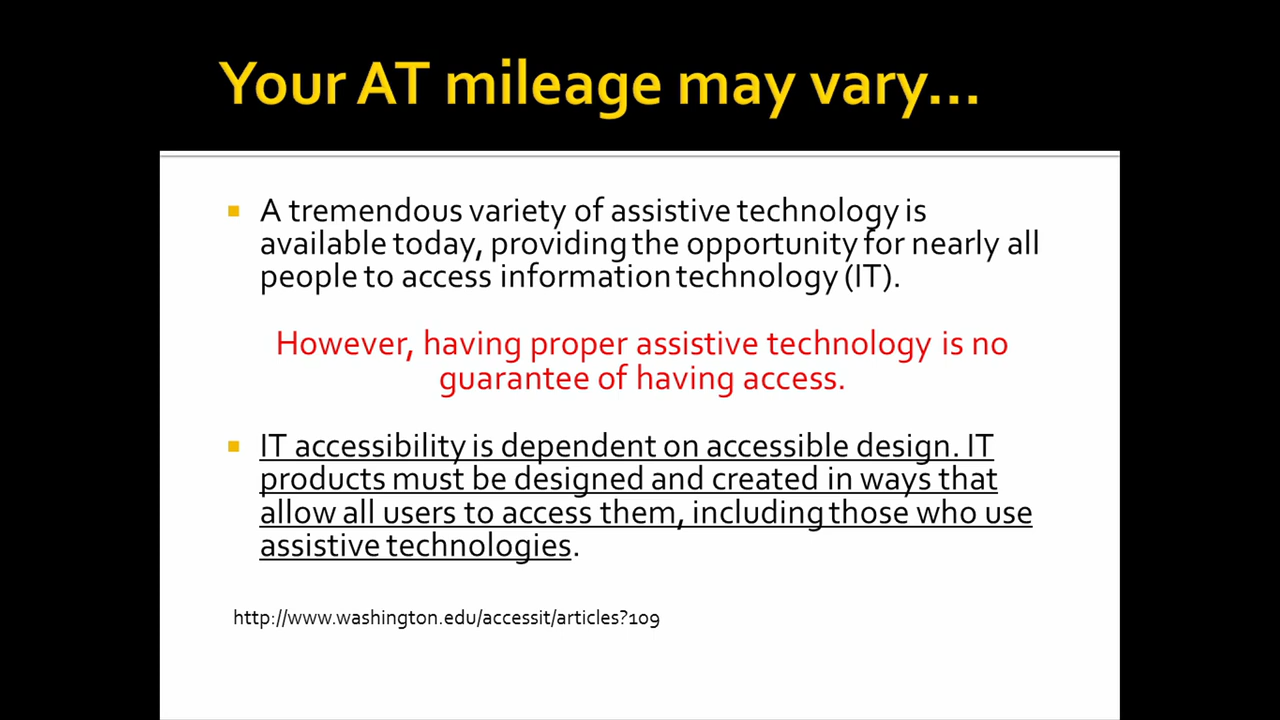 Your AT mileage may vary...
A tremendous variety of assistive technology is
available today, providing the opportunity for nearly all
people to access information technology (IT).
However, having proper assistive technology is no
guarantee of having access.
IT accessibility is dependent on accessible design. IT
products must be designed and created in ways that
allow all users to access them, including those who use
assistive technologies.
http://www.washington.edu/accessit/articles?109